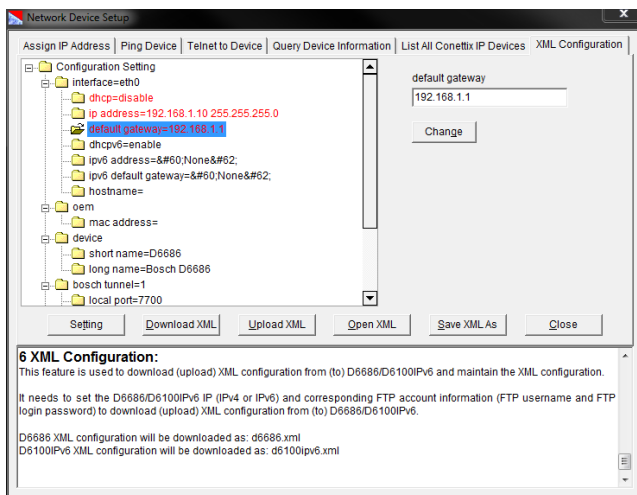 Network Device Setup
x
Assign IP Address
Ping Device
Telnet to Device
Query Device Information
List All Conettix IP Devices
XML Configuration
Configuration Setting
interface=eth0
dhcp=disable
ip address=192.168.1.10 255.255.255.0
default gateway=192.168.1.1
dhcpv6=enable
ipv6 address=&#60;None&#62;
ipv6 default gateway=&#60;None&#62;
hostname=
oem
mac address=
device
short name=D6686
long name=Bosch D6686
bosch tunnel=1
local port=7700
default gateway
192.168.1.1
Change
Setting
Download XML
Upload XML
Open XML
Save XML As
Close
6 XML Configuration:
This feature is used to download (upload) XML configuration from (to) D6686/D6100IPv6 and maintain the XML configuration.
It needs to set the D6686/D6100IPv6 IP (IPv4 or IPv6) and corresponding FTP account information (FTP username and FTP
login password) to download (upload) XML configuration from (to) D6686/D6100IPv6.
D6686 XML configuration will be downloaded as: d6686.xml
D6100IPv6 XML configuration will be downloaded as: d6100ipv6.xml